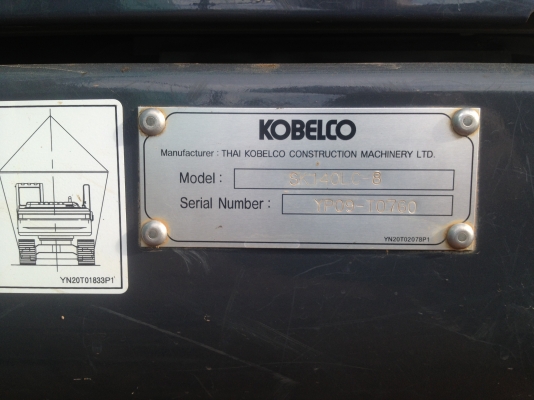 KOBELCO
Manufacturer : THAI KOBELCO CONSTRUCTION MACHINERY LTD.
Model :
Serial Number :
YN20T02078P1
YN20T01833P1